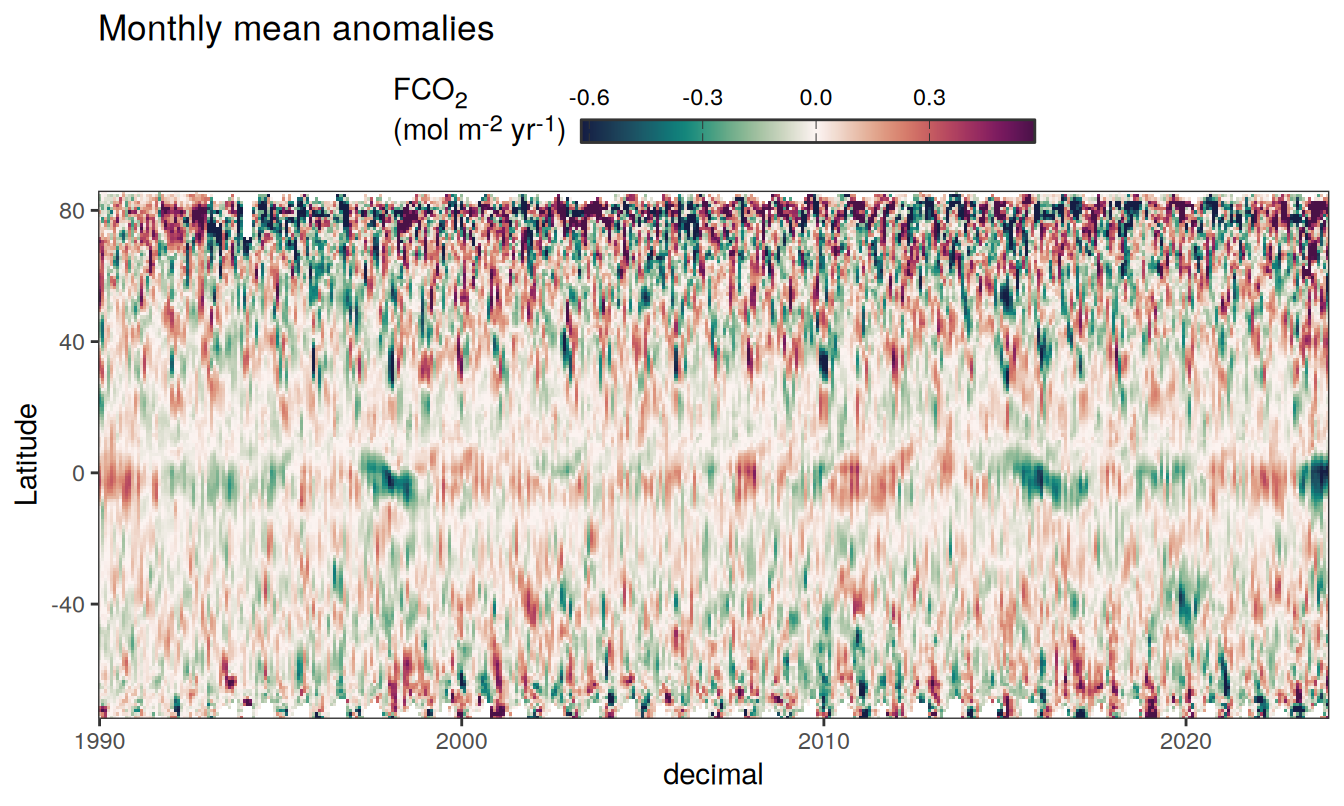 Monthly mean anomalies
FCO₂
(mol m⁻² yr⁻¹)
-0.6 -0.3 0.0 0.3
80
40
0
-40
Latitude
1990 2000 2010 2020
decimal